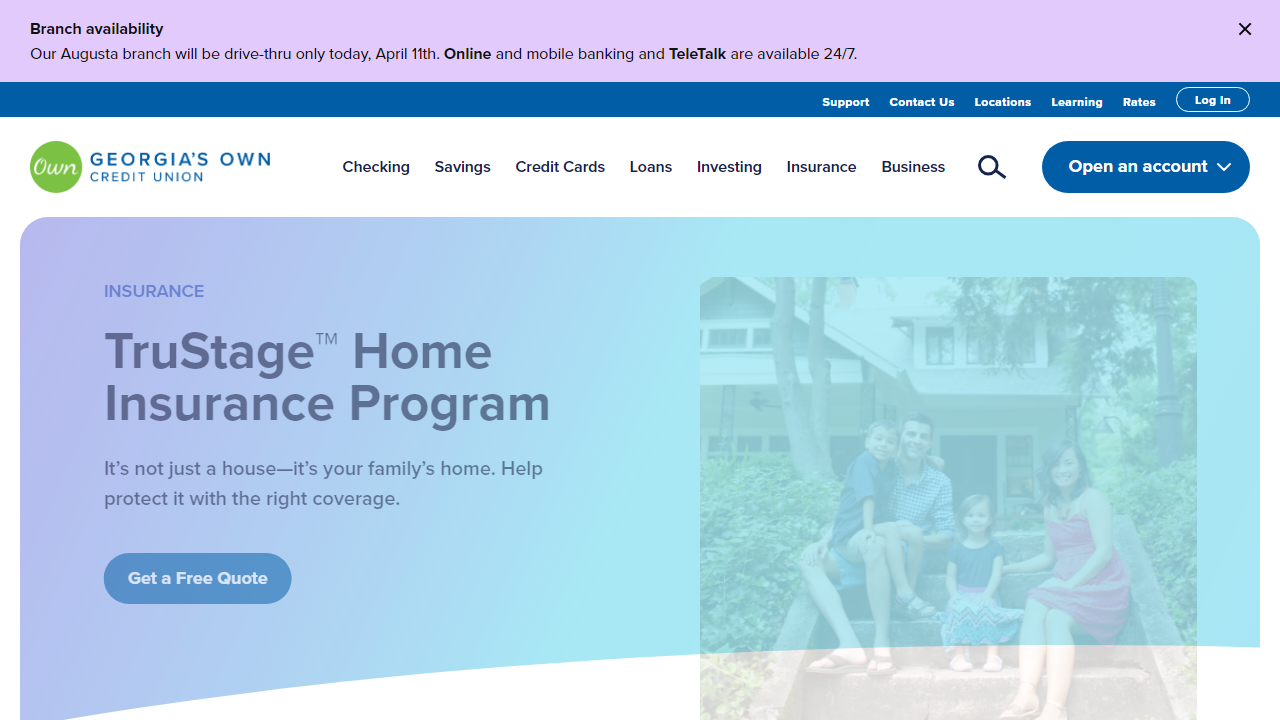 Branch availability
Our Augusta branch will be drive-thru only today, April 11th. Online and mobile banking and TeleTalk are available 24/7.
Support Contact Us Locations Learning Rates Log In
Own GEORGIA'S OWN
CREDIT UNION
Checking Savings Credit Cards Loans Investing Insurance Business Open an account
INSURANCE
TruStage™ Home
Insurance Program
It’s not just a house—it’s your family’s home. Help
protect it with the right coverage.
Get a Free Quote